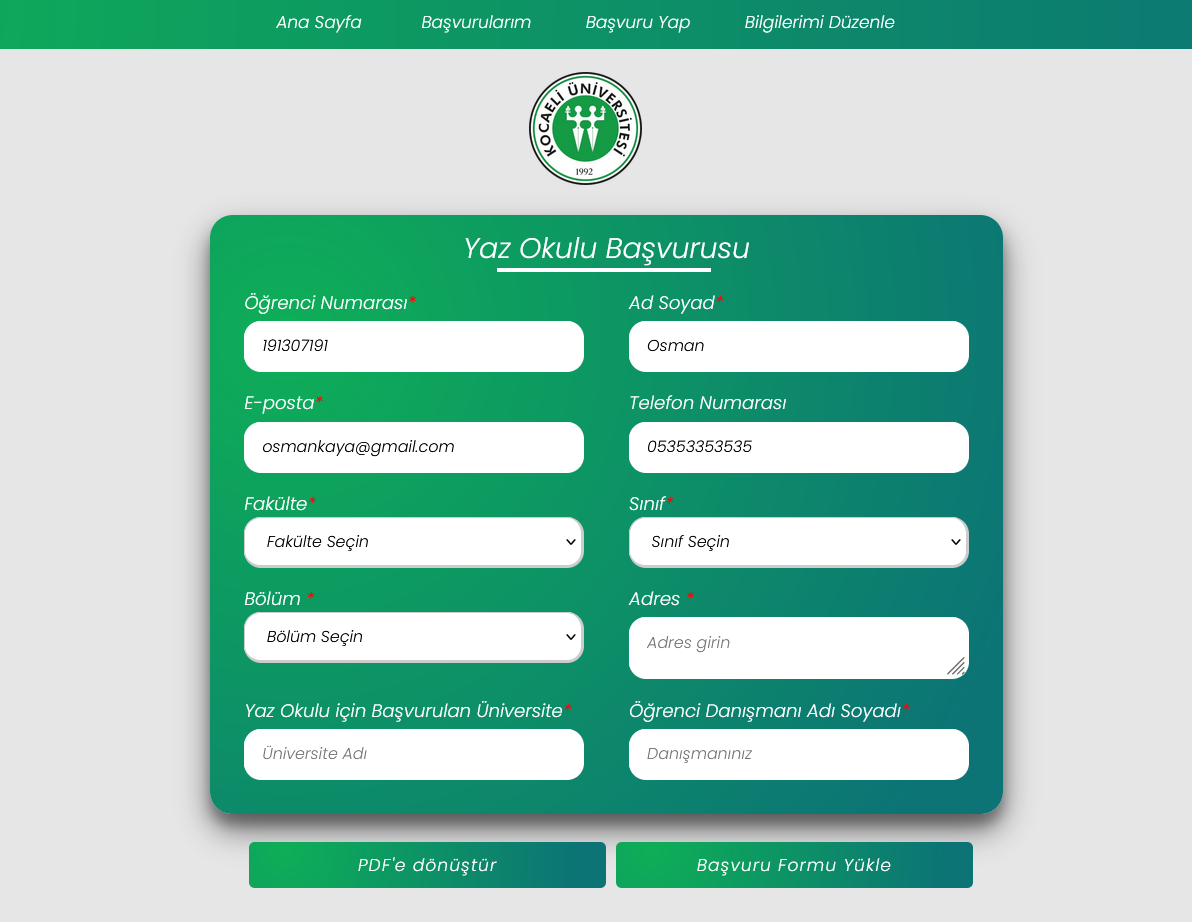 Ana Sayfa Başvurularım Başvuru Yap Bilgilerimi Düzenle
KOCAELİ ÜNİVERSİTESİ
1992
Yaz Okulu Başvurusu
Öğrenci Numarası* Ad Soyad*
191307191 Osman
E-posta* Telefon Numarası
osmankaya@gmail.com 05353353535
Fakülte* Sınıf*
Fakülte Seçin Sınıf Seçin
Bölüm * Adres *
Bölüm Seçin Adres girin
Yaz Okulu için Başvurulan Üniversite* Öğrenci Danışmanı Adı Soyadı*
Üniversite Adı Danışmanınız
PDF'e dönüştür Başvuru Formu Yükle